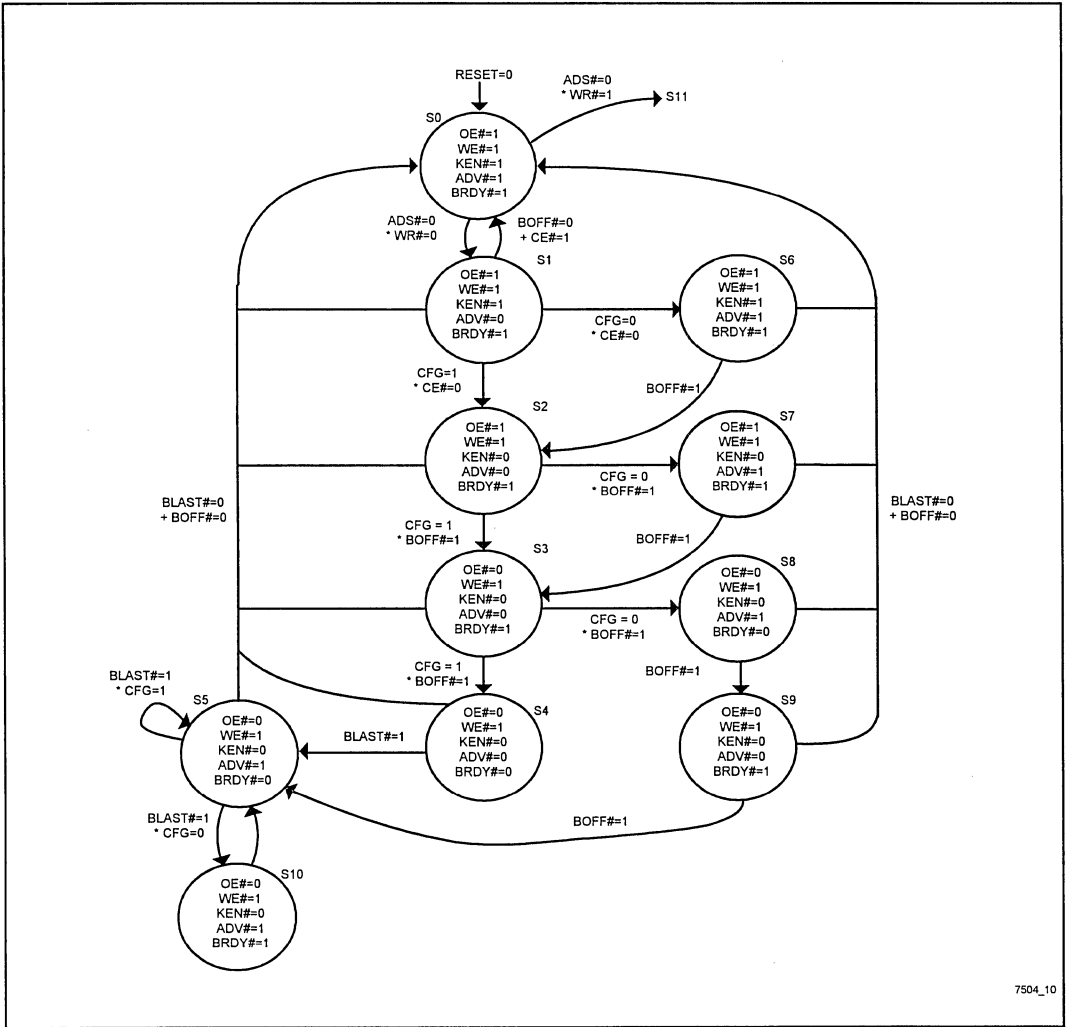 RESET=0
ADS#=0
* WR#=1
S11
S0
OE#=1
WE#=1
KEN#=1
ADV#=1
BRDY#=1
ADS#=0
* WR#=0
BOFF#=0
+ CE#=1
S1
OE#=1
WE#=1
KEN#=1
ADV#=0
BRDY#=1
CFG=0
* CE#=0
S6
OE#=1
WE#=1
KEN#=1
ADV#=1
BRDY#=1
CFG=1
* CE#=0
BOFF#=1
S2
OE#=1
WE#=1
KEN#=0
ADV#=0
BRDY#=1
CFG = 0
* BOFF#=1
S7
OE#=1
WE#=1
KEN#=0
ADV#=1
BRDY#=1
BLAST#=0
+ BOFF#=0
BLAST#=0
+ BOFF#=0
CFG = 1
* BOFF#=1
BOFF#=1
S3
OE#=0
WE#=1
KEN#=0
ADV#=0
BRDY#=1
CFG = 0
* BOFF#=1
S8
OE#=0
WE#=1
KEN#=0
ADV#=1
BRDY#=0
CFG = 1
* BOFF#=1
BOFF#=1
BLAST#=1
* CFG=1
S5
OE#=0
WE#=1
KEN#=0
ADV#=1
BRDY#=0
BLAST#=1
S4
OE#=0
WE#=1
KEN#=0
ADV#=0
BRDY#=0
S9
OE#=0
WE#=1
KEN#=0
ADV#=0
BRDY#=1
BLAST#=1
* CFG=0
BOFF#=1
S10
OE#=0
WE#=1
KEN#=0
ADV#=1
BRDY#=1
7504_10